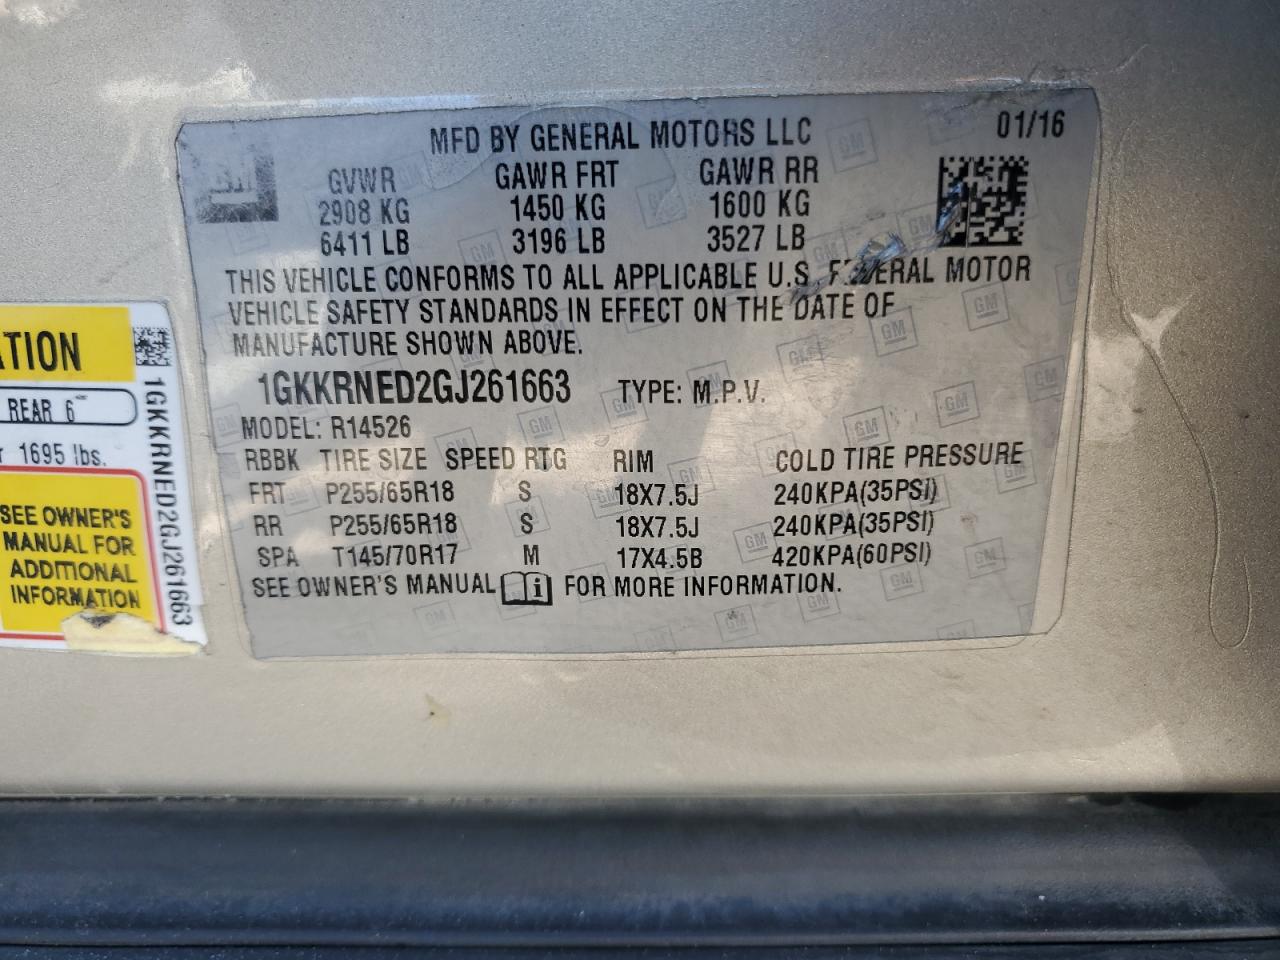 MFD BY GENERAL MOTORS LLC 01/16
GM
GVWR GAWR FRT GAWR RR
2908 KG 1450 KG 1600 KG
6411 LB 3196 LB 3527 LB
THIS VEHICLE CONFORMS TO ALL APPLICABLE U.S. FEDERAL MOTOR
VEHICLE SAFETY STANDARDS IN EFFECT ON THE DATE OF
MANUFACTURE SHOWN ABOVE.
1GKKRNED2GJ261663 TYPE: M.P.V.
MODEL: R14526
RBBK TIRE SIZE SPEED RTG RIM COLD TIRE PRESSURE
FRT P255/65R18 S 18X7.5J 240KPA(35PSI)
RR P255/65R18 S 18X7.5J 240KPA(35PSI)
SPA T145/70R17 M 17X4.5B 420KPA(60PSI)
SEE OWNER'S MANUAL i FOR MORE INFORMATION.
ATION
REAR 6
r 1695 lbs.
SEE OWNER'S
MANUAL FOR
ADDITIONAL
INFORMATION
1GKKRNED2GJ261663